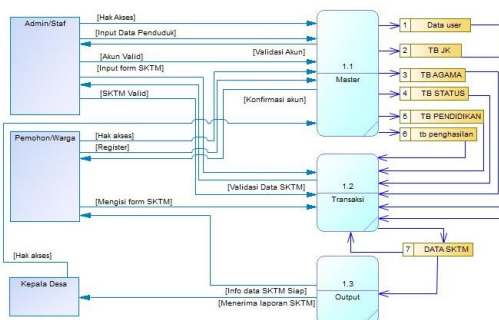 Admin/Staf
[Hak Akses]
[Input Data Penduduk]
[Validasi Akun]
[Akun Valid]
[Input form SKTM]
[SKTM Valid]
[Konfirmasi akun]
1.1
Master
1 Data user
2 TB JK
3 TB AGAMA
4 TB STATUS
5 TB PENDIDIKAN
6 tb penghasilan
Pemohon/Warga
[Hak akses]
[Register]
[Validasi Data SKTM]
[Mengisi form SKTM]
1.2
Transaksi
7 DATA SKTM
[Hak akses]
Kepala Desa
[Info data SKTM Siap]
[Menerima laporan SKTM]
1.3
Output